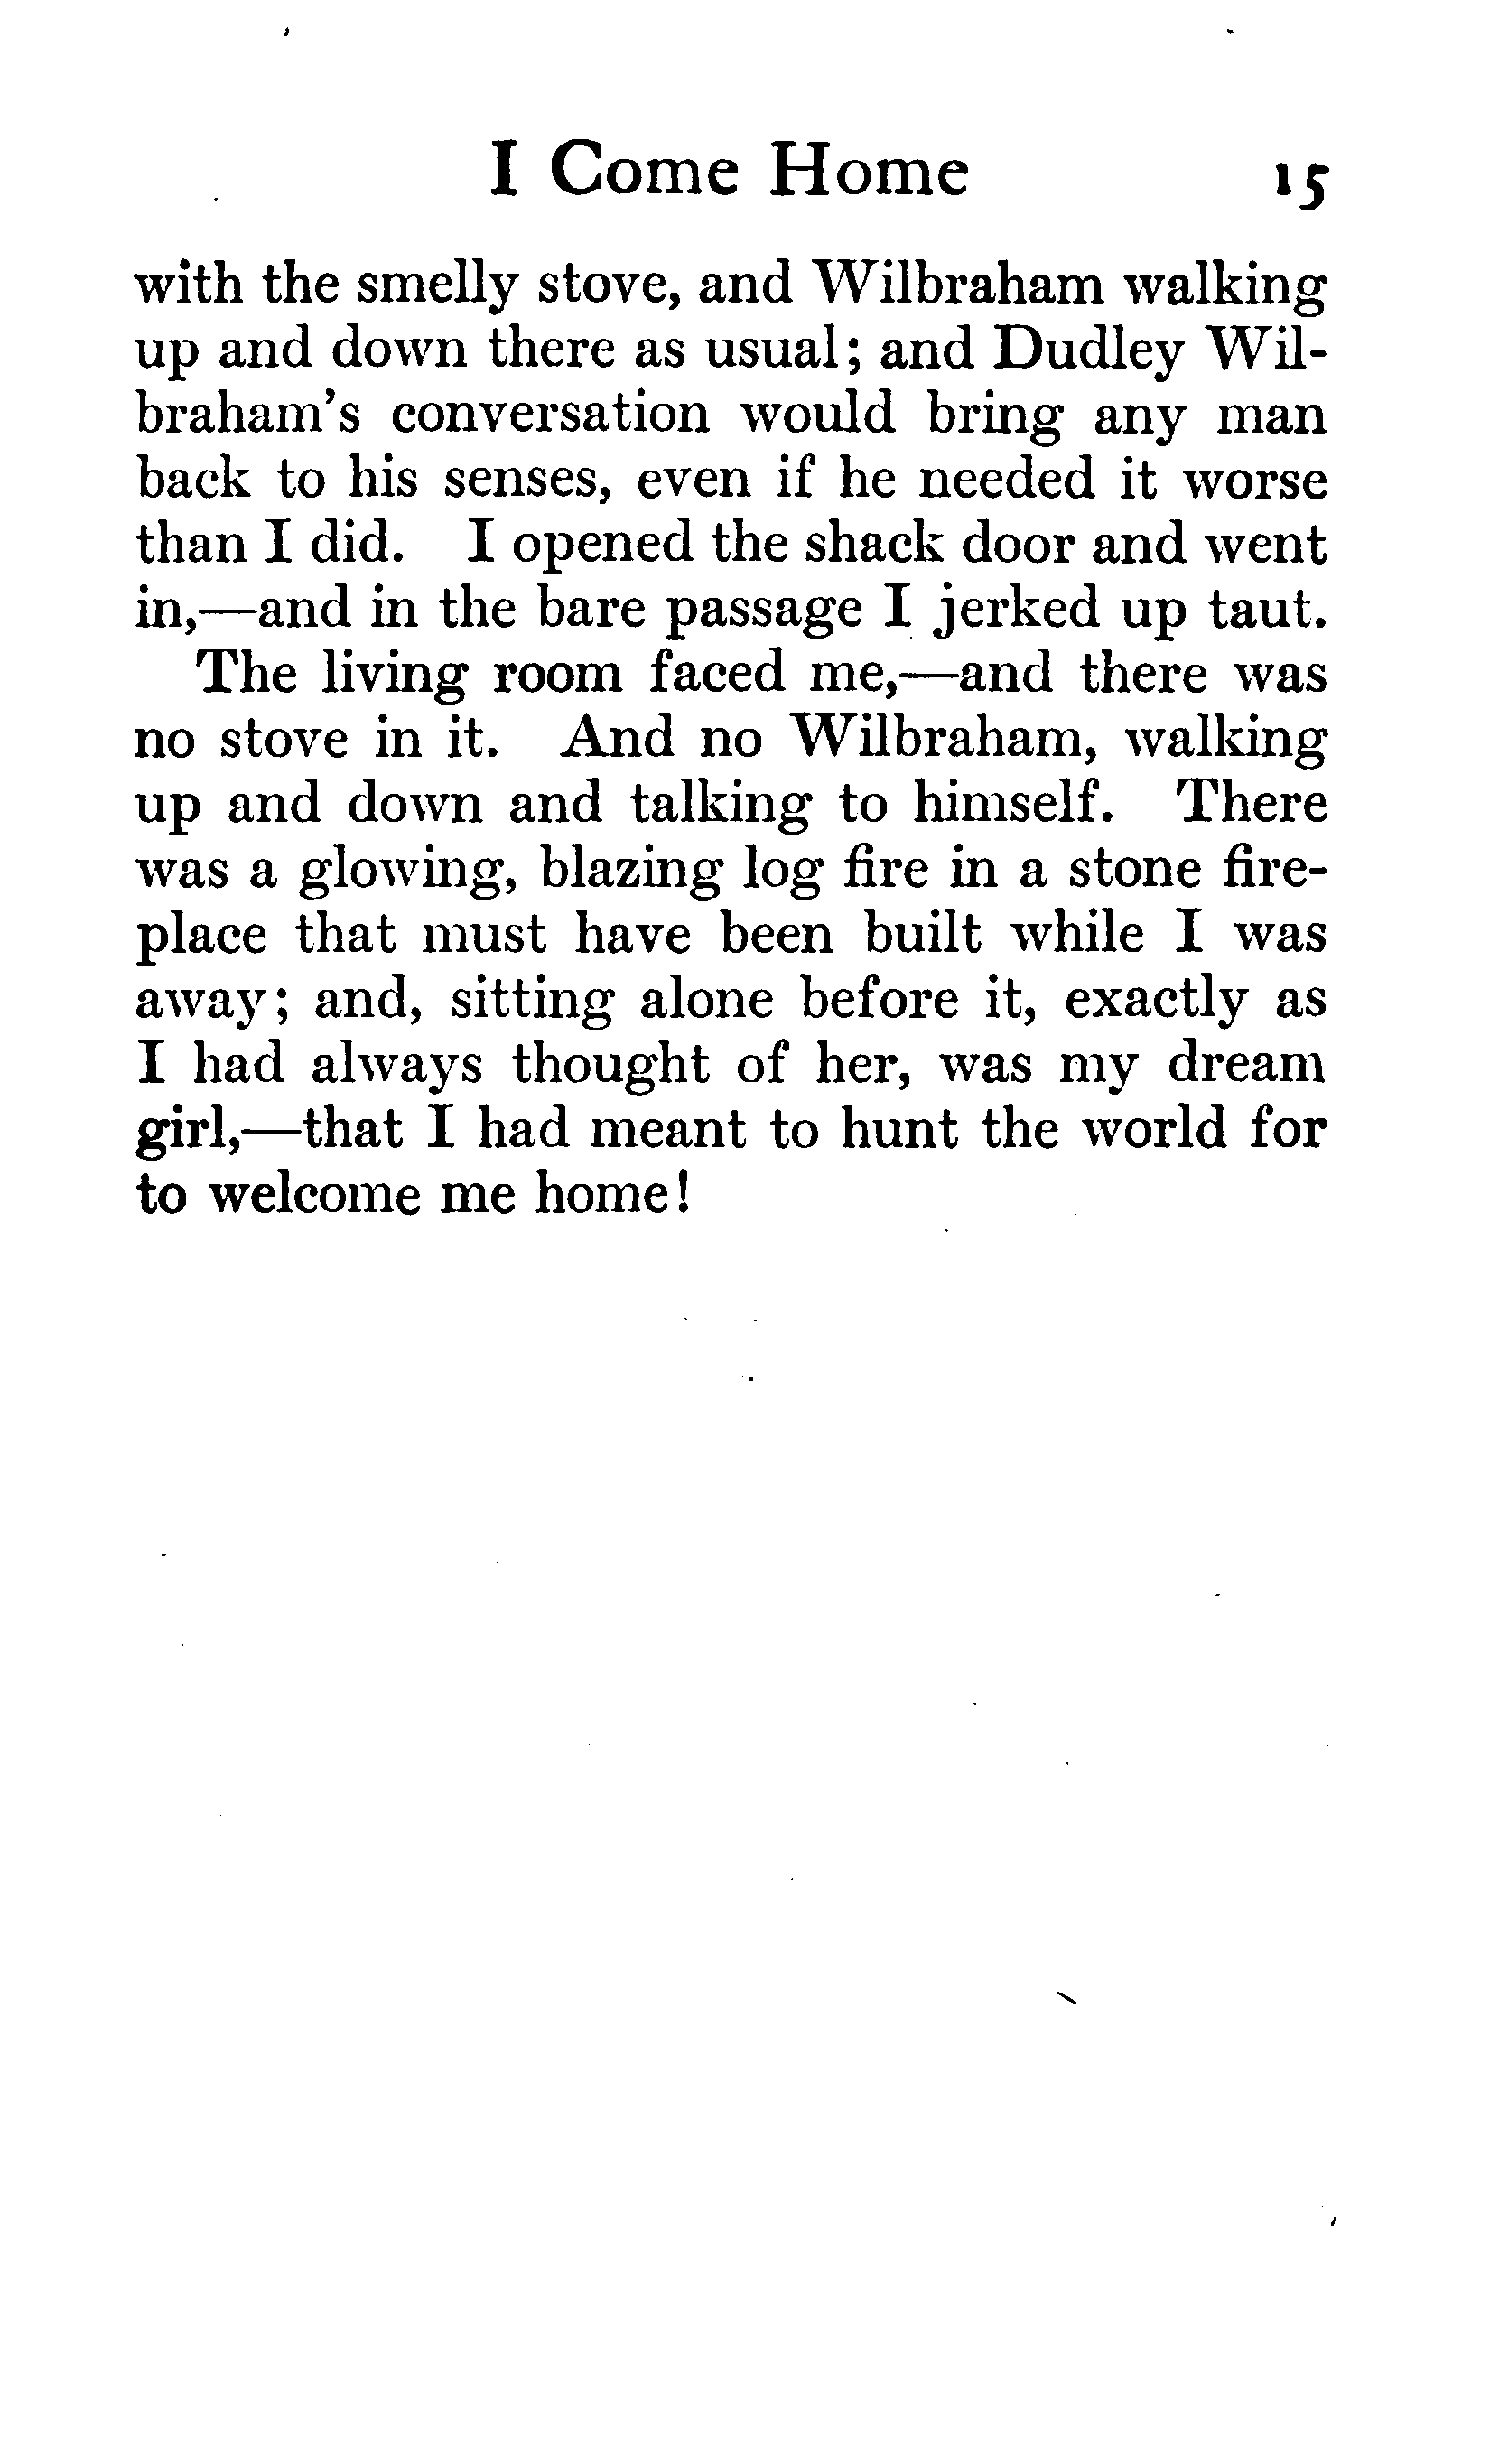 I Come Home 15
with the smelly stove, and Wilbraham walking
up and down there as usual; and Dudley Wil-
braham's conversation would bring any man
back to his senses, even if he needed it worse
than I did. I opened the shack door and went
in,—and in the bare passage I jerked up taut.
The living room faced me,—and there was
no stove in it. And no Wilbraham, walking
up and down and talking to himself. There
was a glowing, blazing log fire in a stone fire-
place that must have been built while I was
away; and, sitting alone before it, exactly as
I had always thought of her, was my dream
girl,—that I had meant to hunt the world for
to welcome me home!